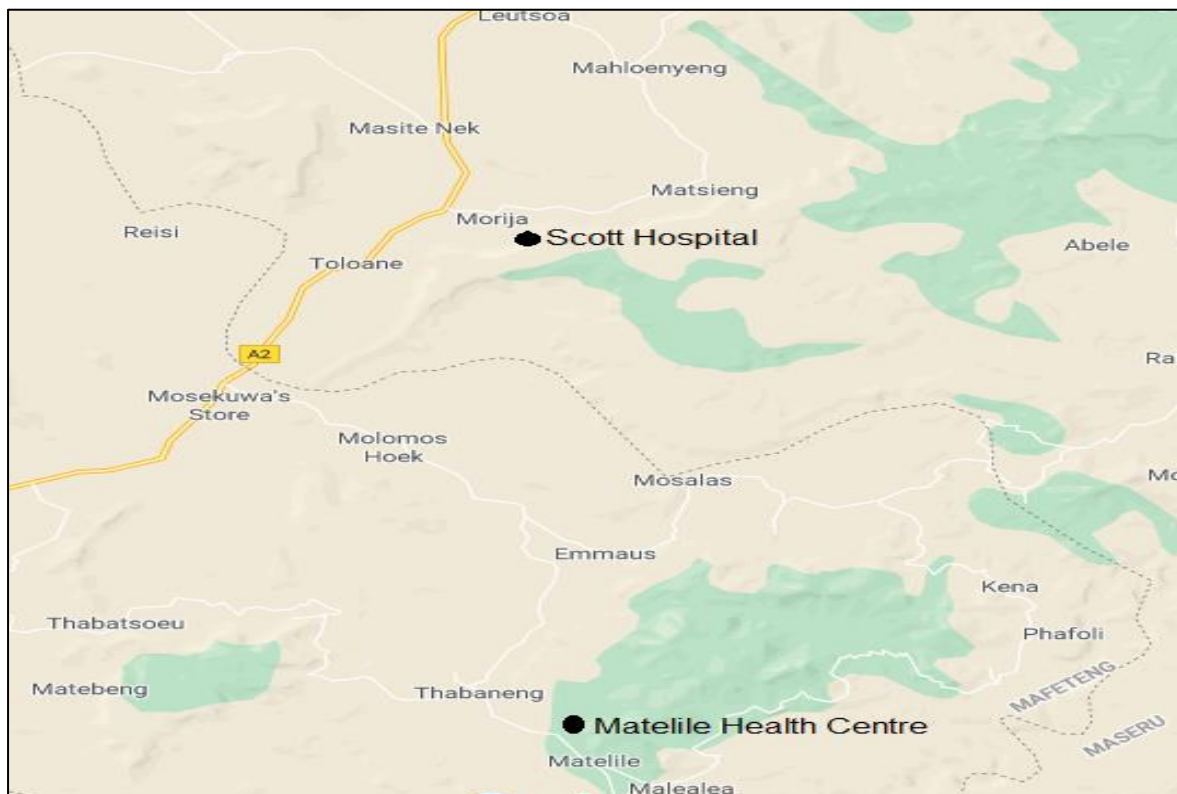 Leutsoa
Mahloenyeng
Masite Nek
Matsieng
Morija
Reisi
Scott Hospital
Abele
Toloane
A2
Ra
Mosekuwa's
Store
Molomos
Hoek
Mosalas
Mo
Emmaus
Kena
Thabatsoeu
Phafoli
Matebeng
Thabaneng
MAFETENG
MASERU
Matelile Health Centre
Matelile
Malealea